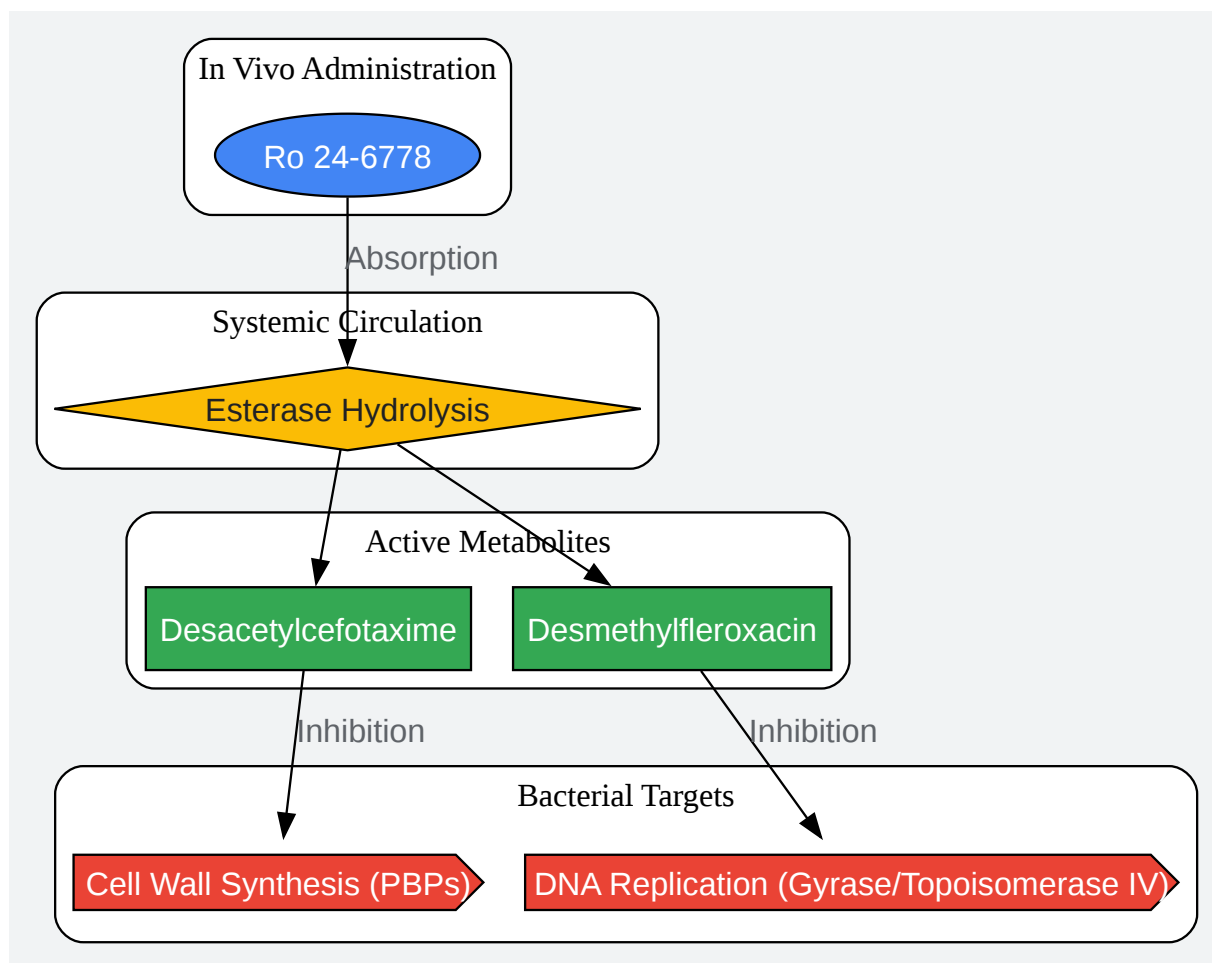 In Vivo Administration
Ro 24-6778
Absorption
Systemic Circulation
Esterase Hydrolysis
Active Metabolites
Desacetylcefotaxime
Desmethylfleroxacin
Inhibition
Inhibition
Bacterial Targets
Cell Wall Synthesis (PBPs)
DNA Replication (Gyrase/Topoisomerase IV)